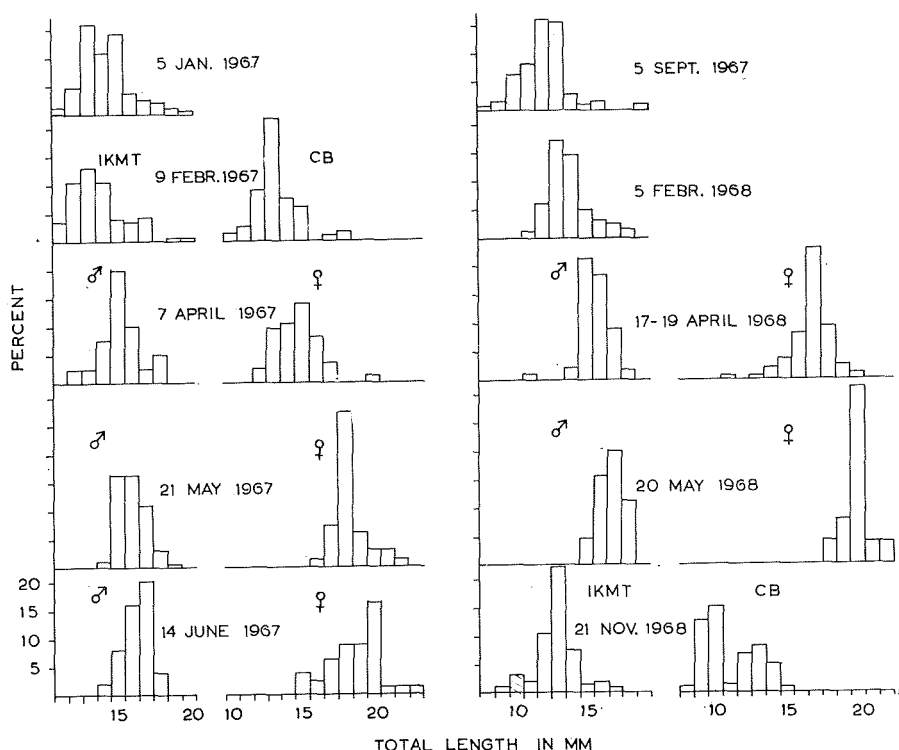 5 JAN. 1967
IKMT
9 FEBR. 1967
CB
♂
♀
7 APRIL 1967
♂
♀
21 MAY 1967
♂
♀
14 JUNE 1967
20
15
10
5
15
20
10
15
20
PERCENT
5 SEPT. 1967
5 FEBR. 1968
♂
♀
17-19 APRIL 1968
♂
♀
20 MAY 1968
IKMT
CB
21 NOV. 1968
10
15
10
15
20
TOTAL LENGTH IN MM